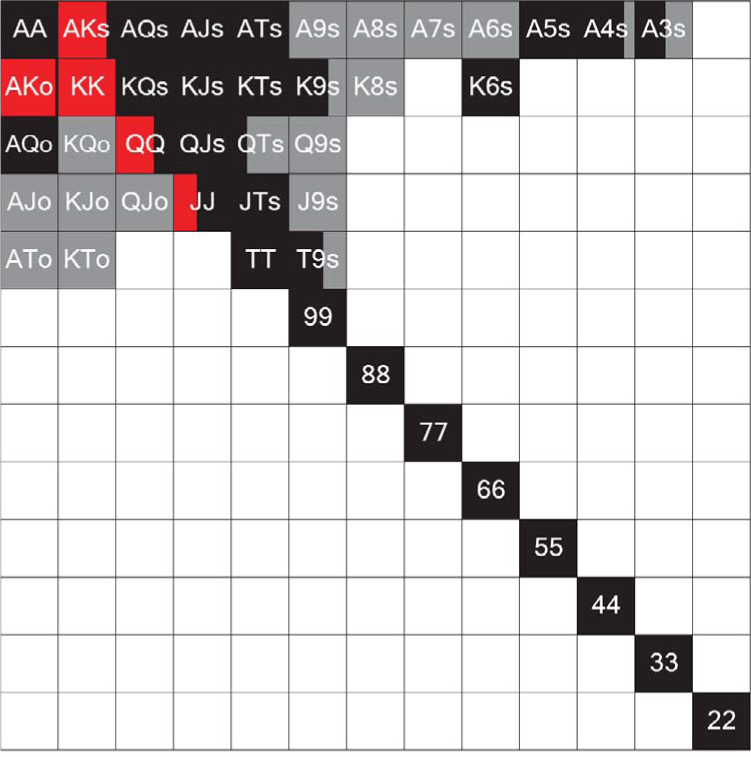 AA AKs AQs AJs ATs A9s A8s A7s A6s A5s A4s A3s
AKo KK KQs KJs KTs K9s K8s K6s
AQo KQo QQ QJs QTs Q9s
AJo KJo QJo JJ JTs J9s
ATo KTo TT T9s
99
88
77
66
55
44
33
22